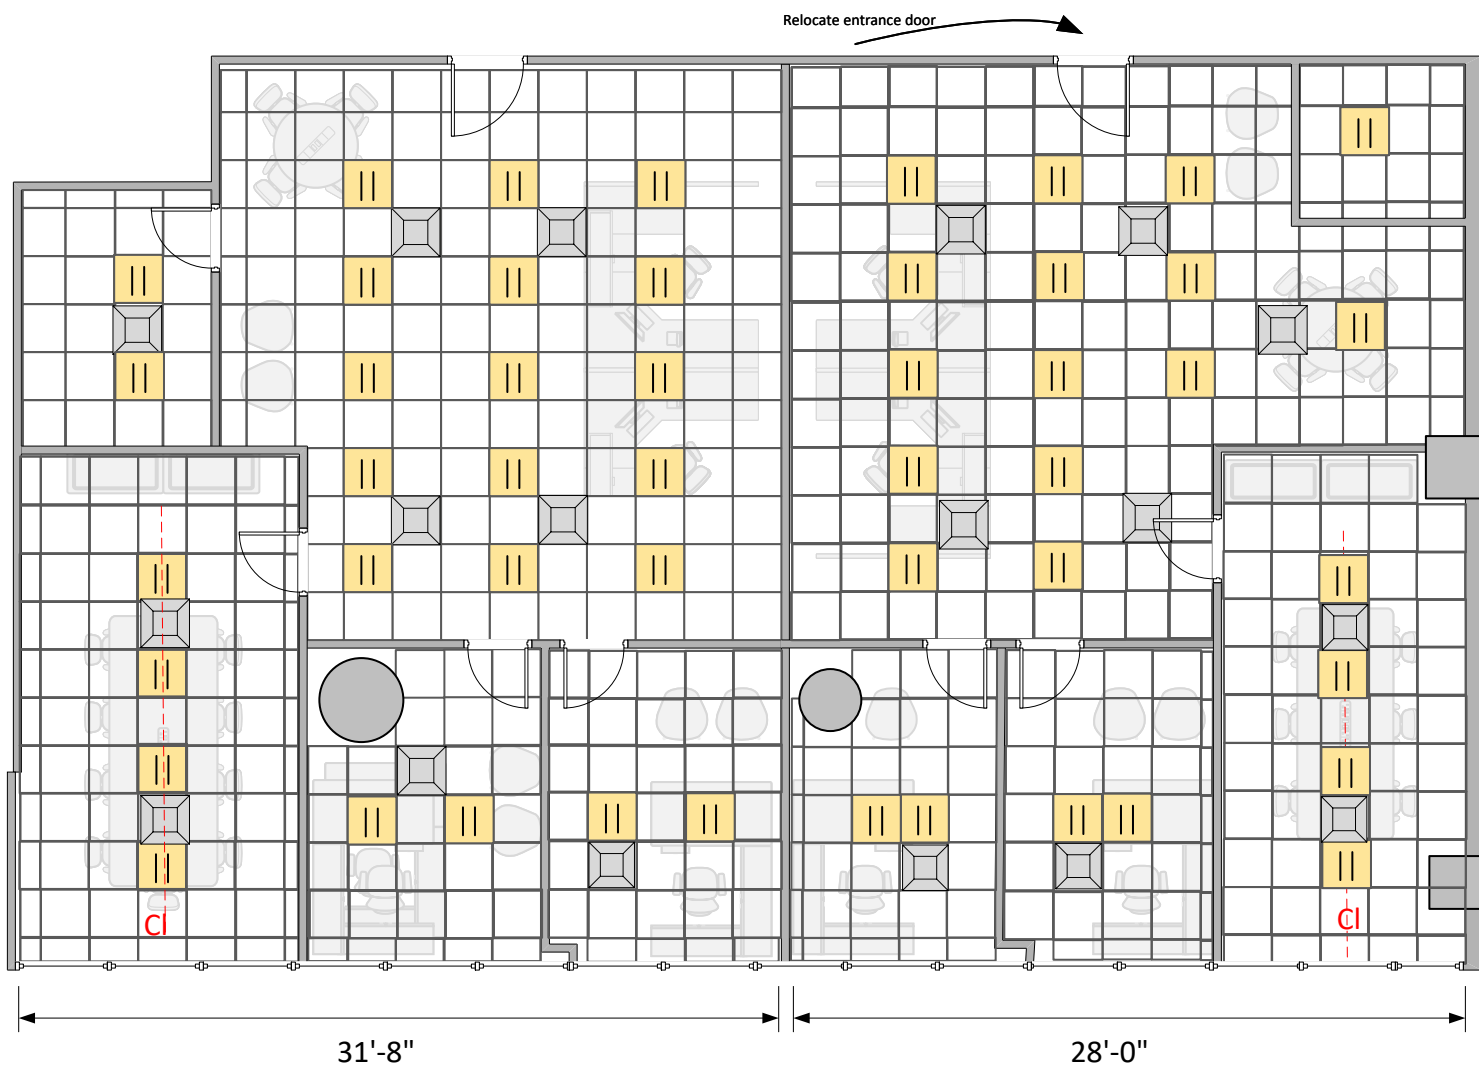 Relocate entrance door
Cl
Cl
31'-8"
28'-0"